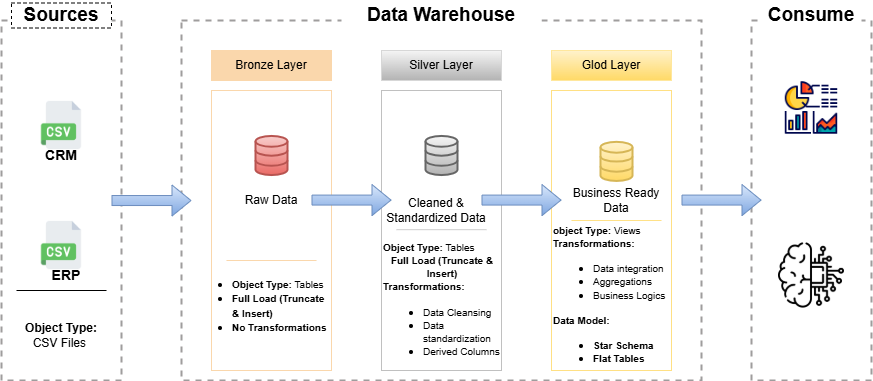 Sources
Data Warehouse
Consume
CSV
CRM
CSV
ERP
Object Type:
CSV Files
Bronze Layer
Raw Data
Object Type: Tables
Full Load (Truncate
& Insert)
No Transformations
Silver Layer
Cleaned &
Standardized Data
Object Type: Tables
Full Load (Truncate &
Insert)
Transformations:
Data Cleansing
Data
standardization
Derived Columns
Glod Layer
Business Ready
Data
object Type: Views
Transformations:
Data integration
Aggregations
Business Logics
Data Model:
Star Schema
Flat Tables